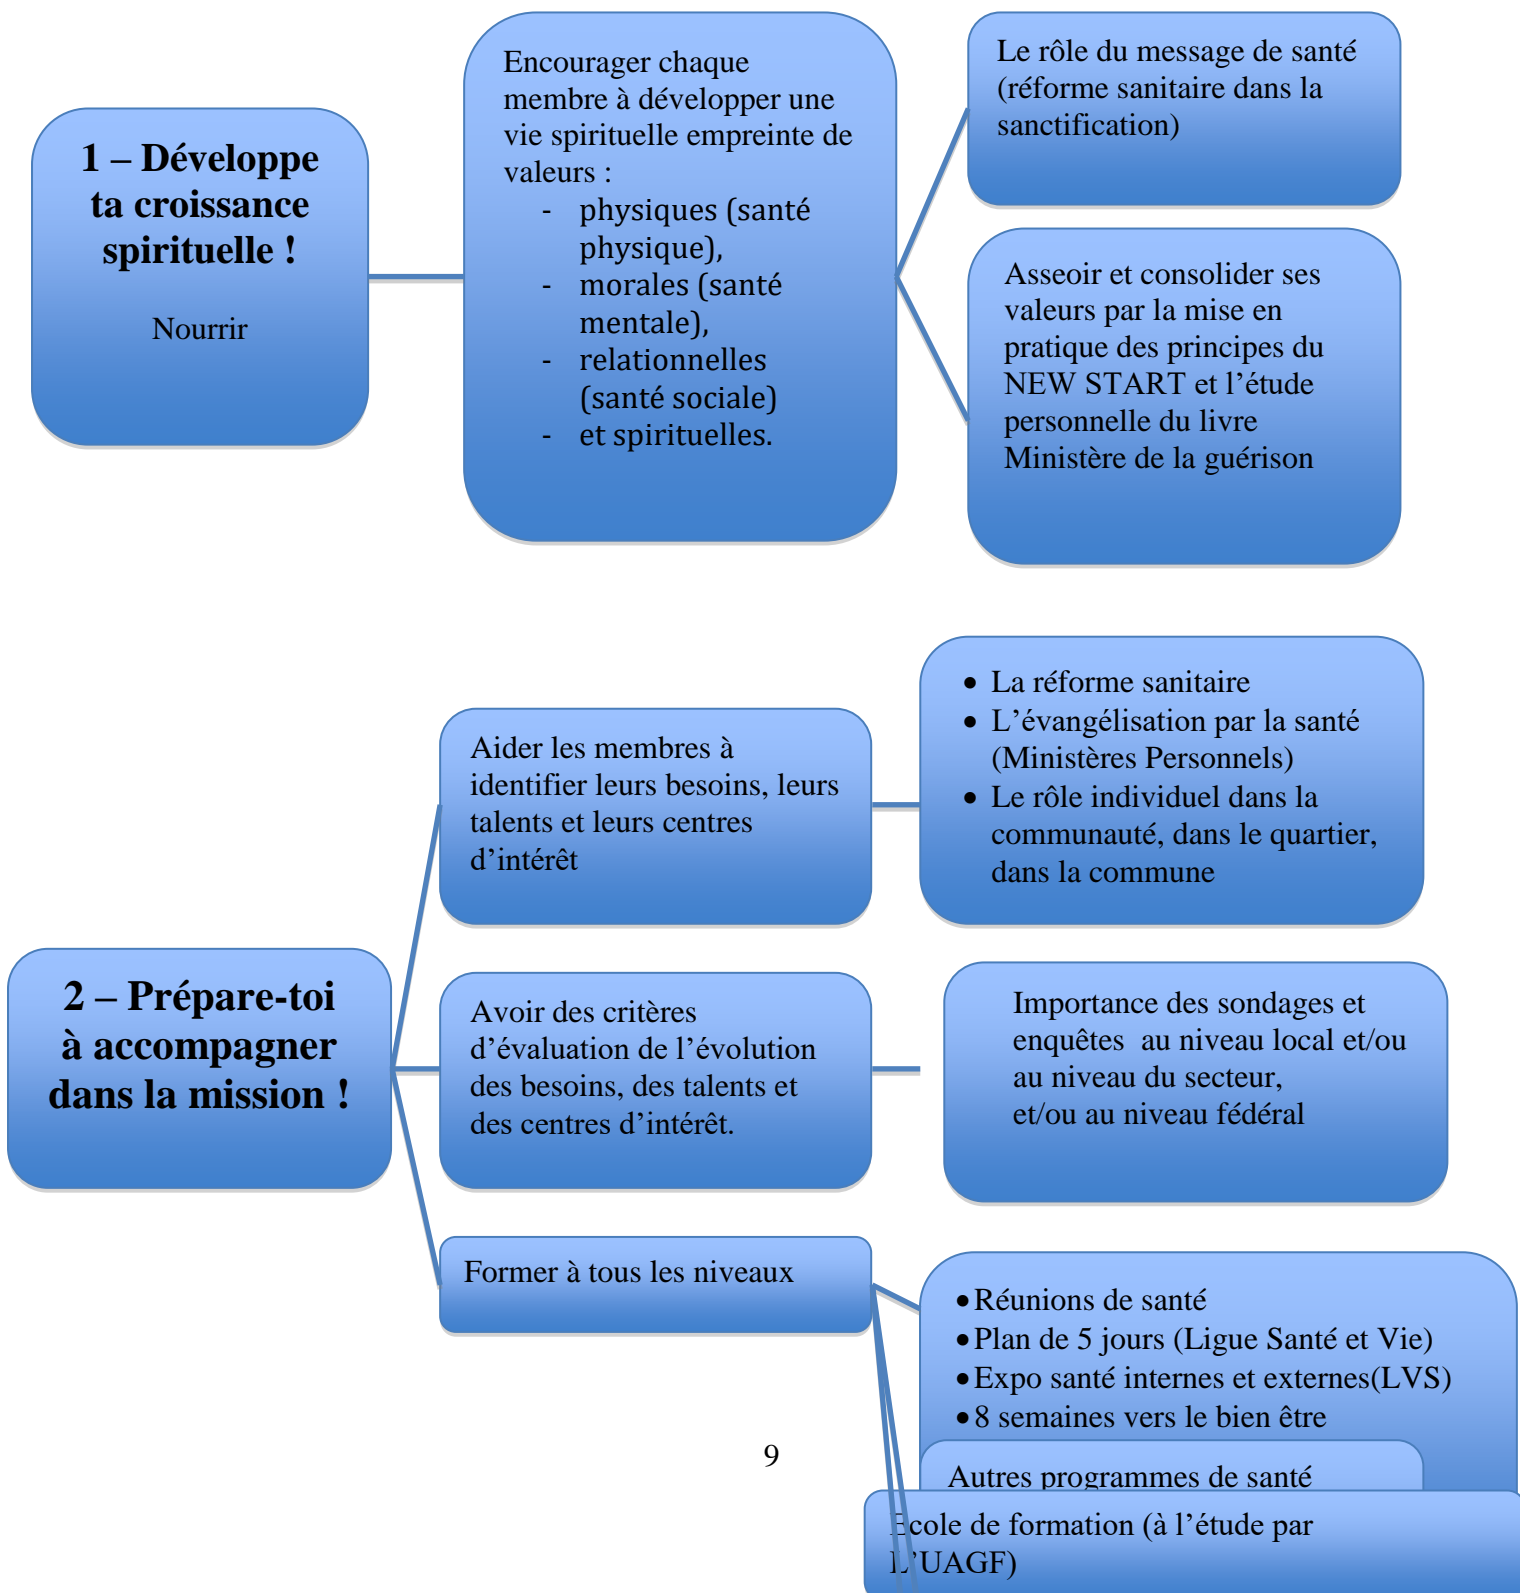 1 – Développe
ta croissance
spirituelle !
Nourrir
Encourager chaque
membre à développer une
vie spirituelle empreinte de
valeurs :
- physiques (santé
physique),
- morales (santé
mentale),
- relationnelles
(santé sociale)
- et spirituelles.
Le rôle du message de santé
(réforme sanitaire dans la
sanctification)
Asseoir et consolider ses
valeurs par la mise en
pratique des principes du
NEW START et l’étude
personnelle du livre
Ministère de la guérison
2 – Prépare-toi
à accompagner
dans la mission !
Aider les membres à
identifier leurs besoins, leurs
talents et leurs centres
d’intérêt
• La réforme sanitaire
• L’évangélisation par la santé
(Ministères Personnels)
• Le rôle individuel dans la
communauté, dans le quartier,
dans la commune
Avoir des critères
d’évaluation de l’évolution
des besoins, des talents et
des centres d’intérêt.
Importance des sondages et
enquêtes au niveau local et/ou
au niveau du secteur,
et/ou au niveau fédéral
Former à tous les niveaux
• Réunions de santé
• Plan de 5 jours (Ligue Santé et Vie)
• Expo santé internes et externes(LVS)
• 8 semaines vers le bien être
Autres programmes de santé
Ecole de formation (à l’étude par
L’UAGF)
9